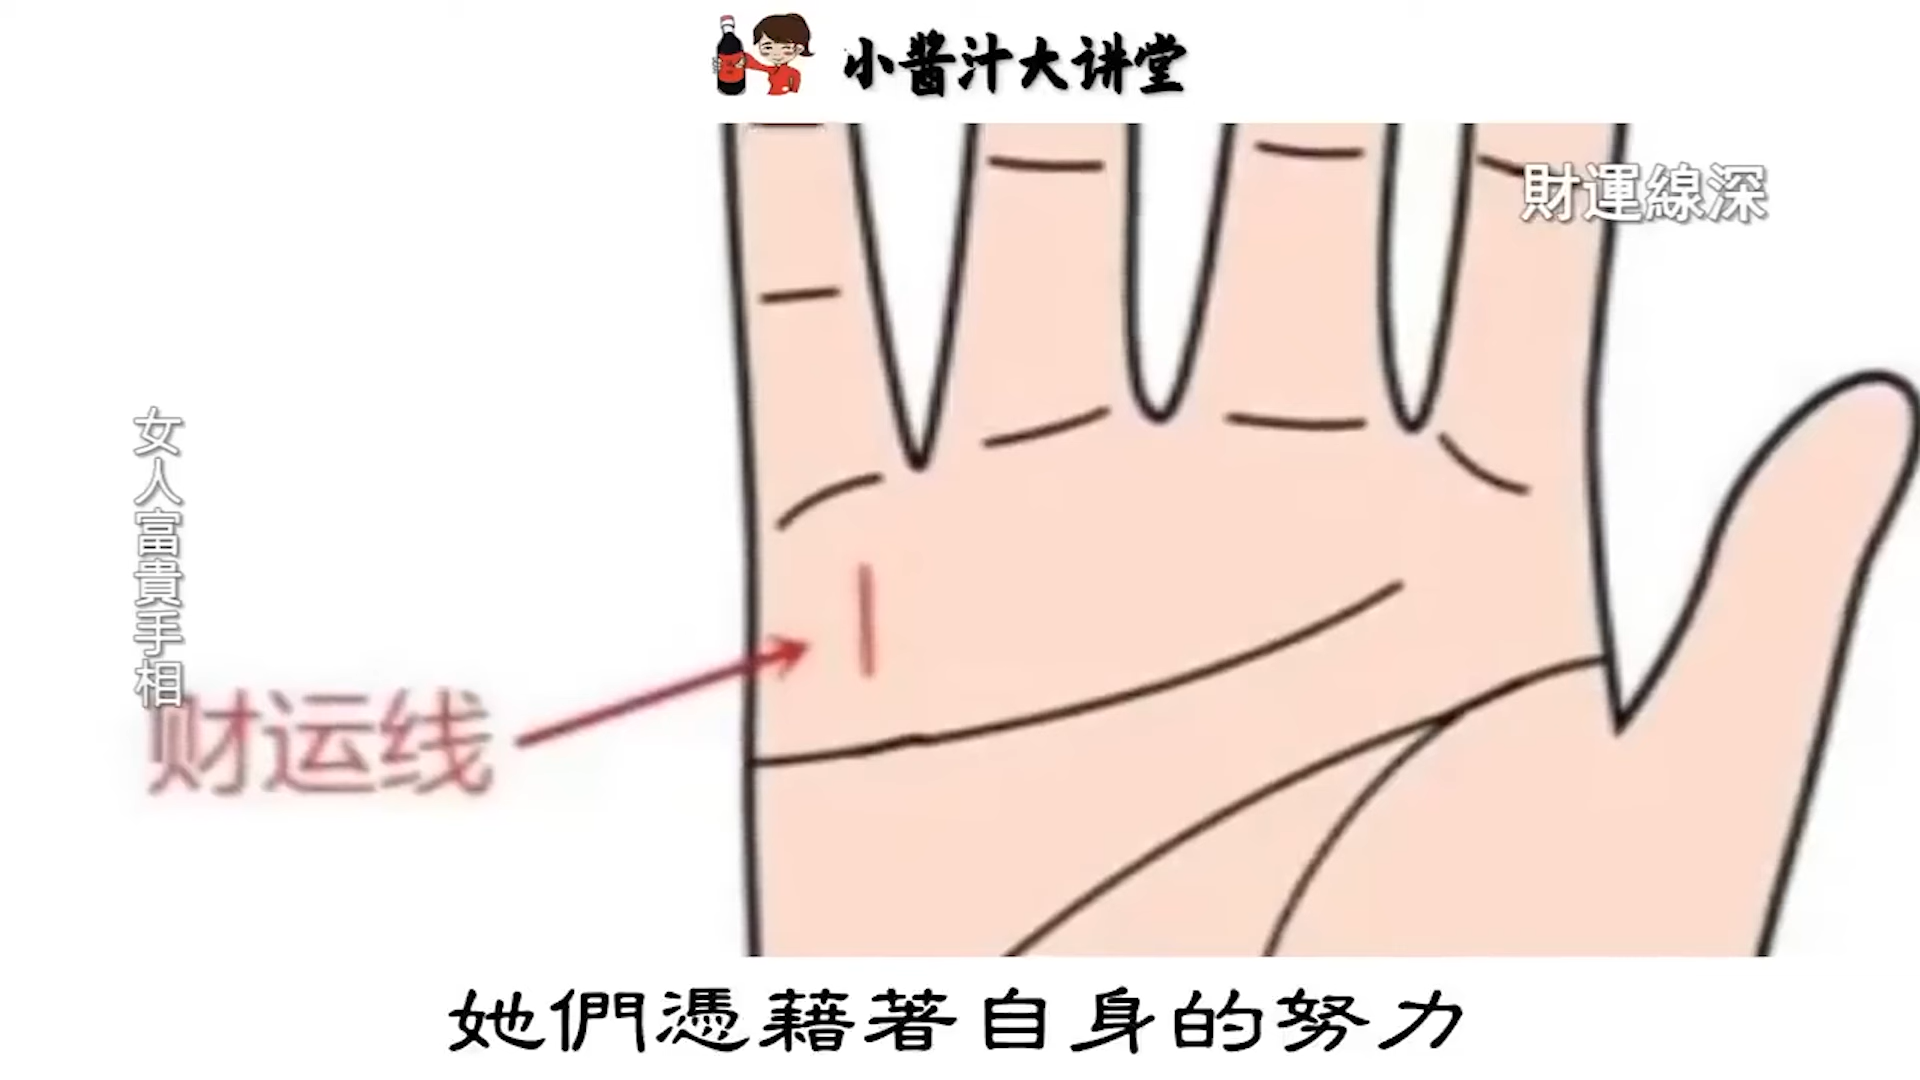 小酱汁大讲堂
財運線深
女人富貴手相
财运线
她們憑藉著自身的努力